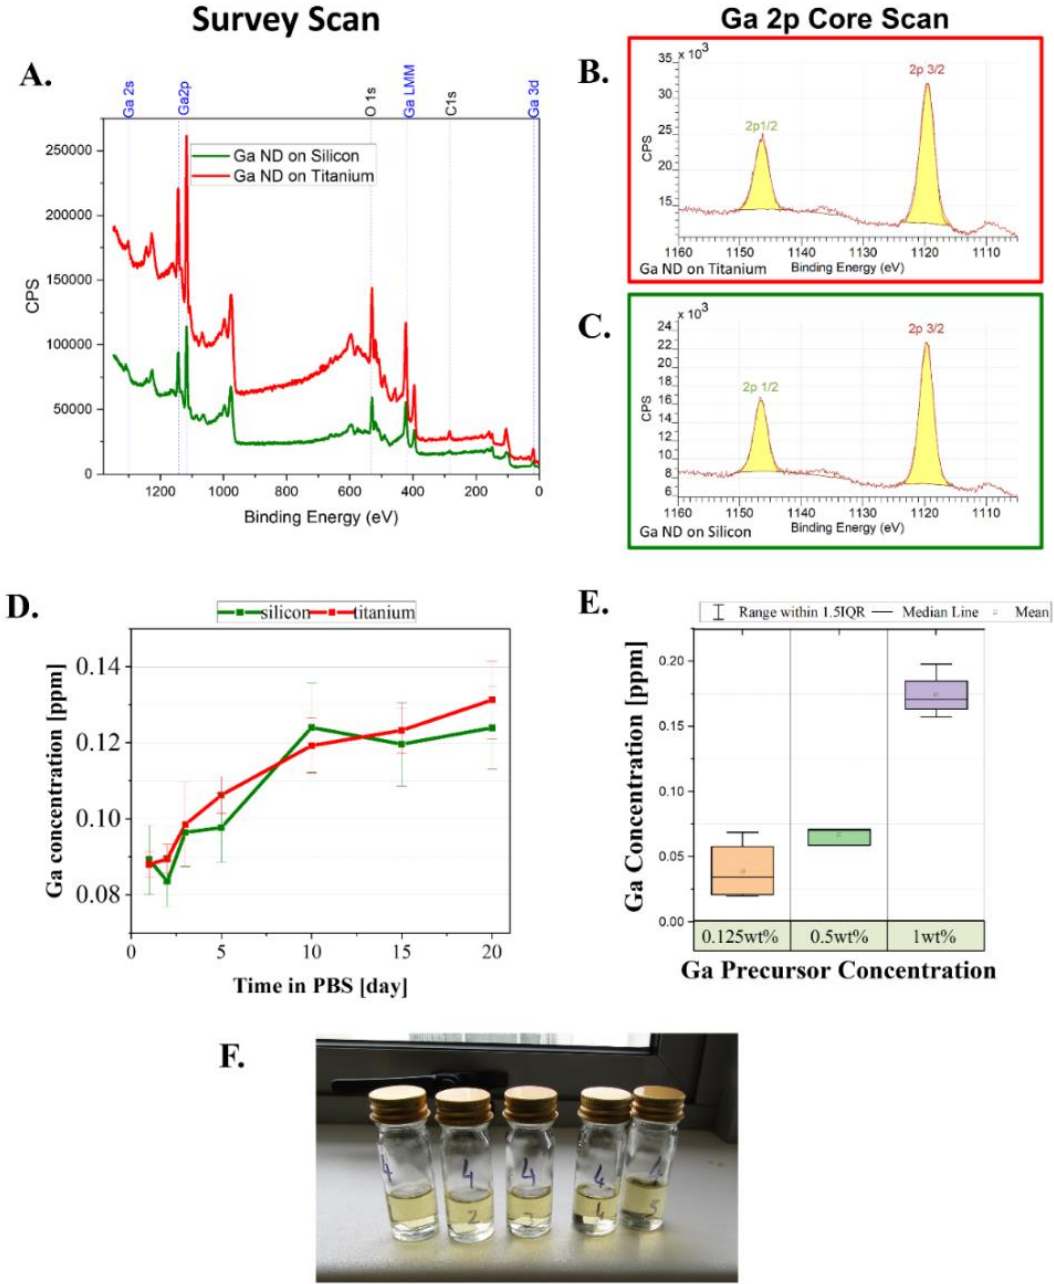 Survey Scan
Ga 2p Core Scan
A.
Ga 2s
Ga2p
O 1s
Ga LMM
C1s
Ga 3d
250000
200000
150000
100000
50000
0
CPS
Ga ND on Silicon
Ga ND on Titanium
1200 1000 800 600 400 200 0
Binding Energy (eV)
B.
35 x 10³
30
25
20
15
CPS
2p1/2
2p 3/2
1160 1150 1140 1130 1120 1110
Ga ND on Titanium
Binding Energy (eV)
C.
x 10³
24
22
20
18
16
14
12
10
8
6
CPS
2p 1/2
2p 3/2
1160 1150 1140 1130 1120 1110
Ga ND on Silicon
Binding Energy (eV)
D.
silicon titanium
0.14
0.12
0.10
0.08
Ga concentration [ppm]
0 5 10 15 20
Time in PBS [day]
E.
Range within 1.5IQR Median Line Mean
0.20
0.15
0.10
0.05
0.00
Ga Concentration [ppm]
0.125wt% 0.5wt% 1wt%
Ga Precursor Concentration
F.
4 4 4 4
2 3 4 5